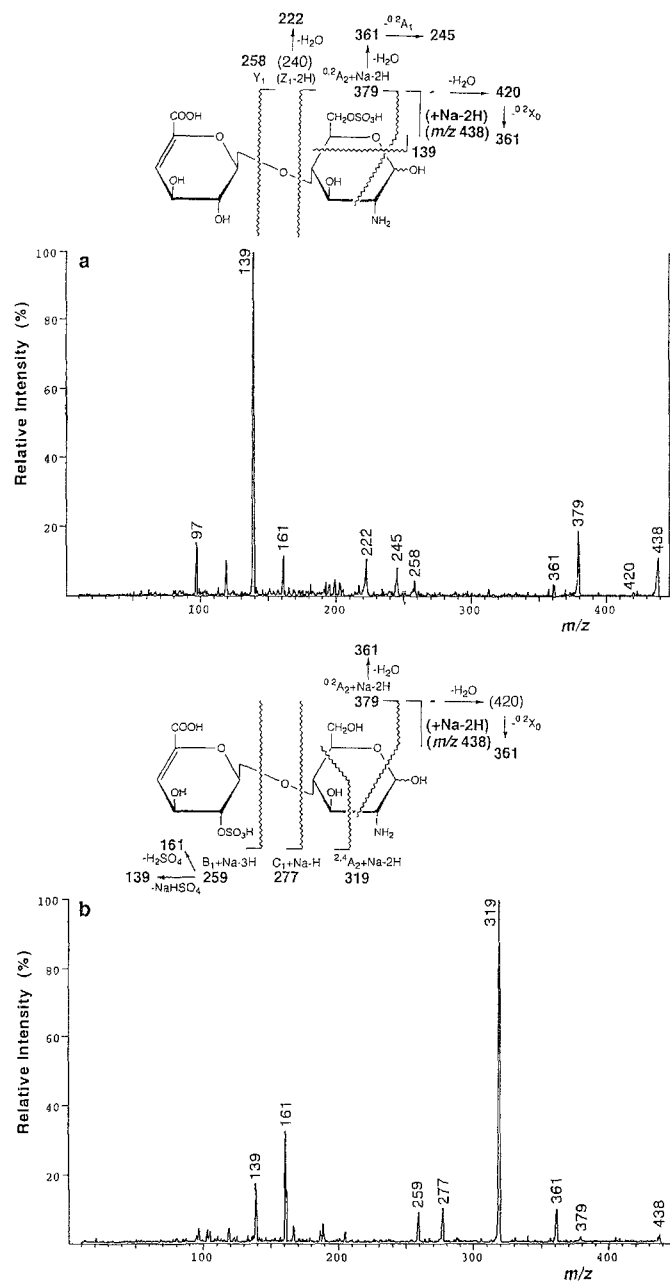 222
-H₂O
361 -⁰·²A₁ 245
-H₂O
258 (240)
Y₁ (Z₁-2H) ⁰·²A₂+Na-2H
379
-H₂O 420
(+Na-2H)
(m/z 438)
-⁰·²X₀
361
139
COOH
O
OH
OH
O
CH₂OSO₃H
O
OH
OH
NH₂
a
Relative Intensity (%)
100
80
60
40
20
97
139
161
222
245
258
361
379
420
438
100 200 300 400
m/z
361
-H₂O
⁰·²A₂+Na-2H
379
-H₂O (420)
(+Na-2H)
(m/z 438)
-⁰·²X₀
361
COOH
O
OH
OSO₃H
O
CH₂OH
O
OH
OH
NH₂
161
-H₂SO₄ B₁+Na-3H C₁+Na-H ²·⁴A₂+Na-2H
139 259 277 319
-NaHSO₄
b
Relative Intensity (%)
100
80
60
40
20
139
161
259
277
319
361
379
438
100 200 300 400
m/z